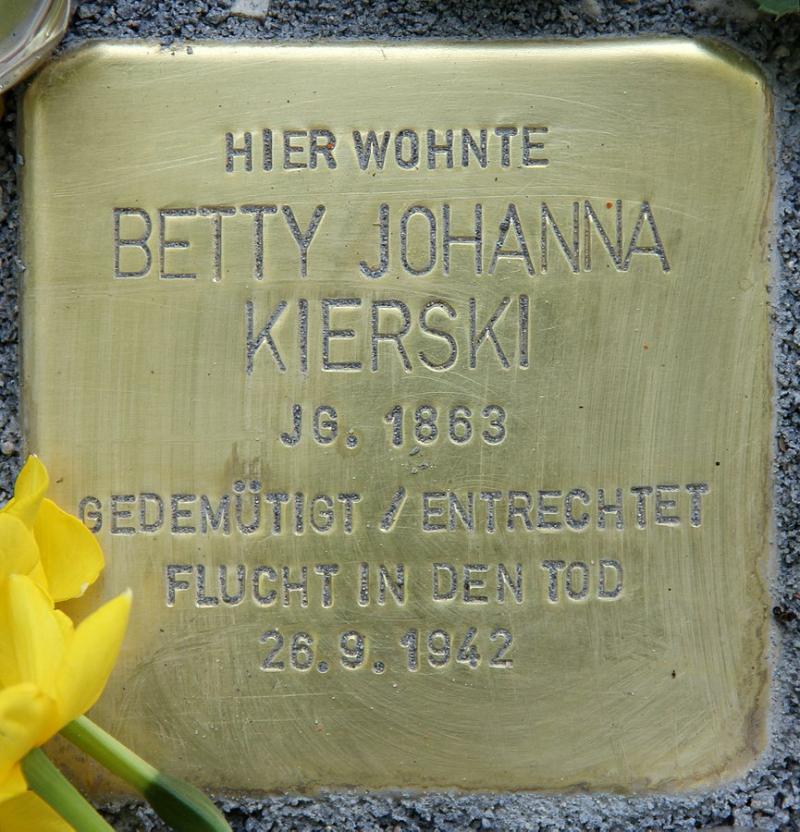 HIER WOHNTE
BETTY JOHANNA
KIERSKI
JG. 1863
GEDEMÜTIGT / ENTRECHTET
FLUCHT IN DEN TOD
26.9.1942